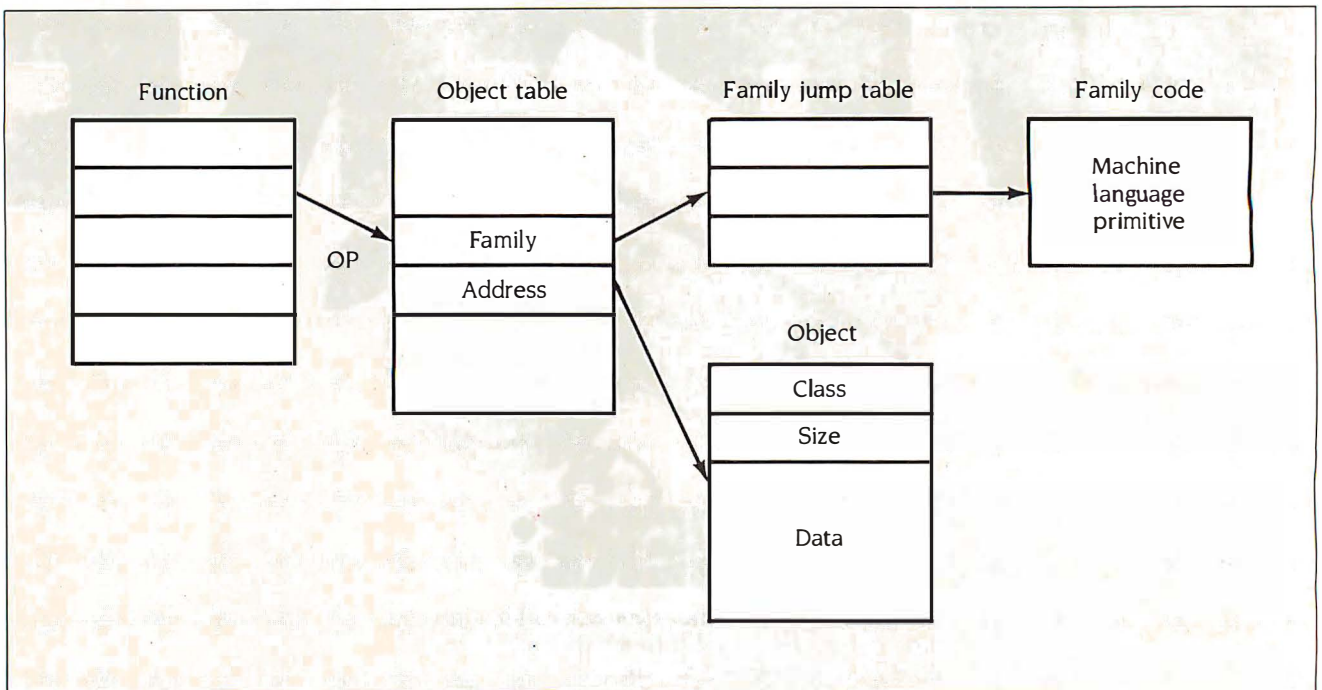 Function
Object table
Family jump table
Family code
OP
Family
Address
Machine
language
primitive
Object
Class
Size
Data